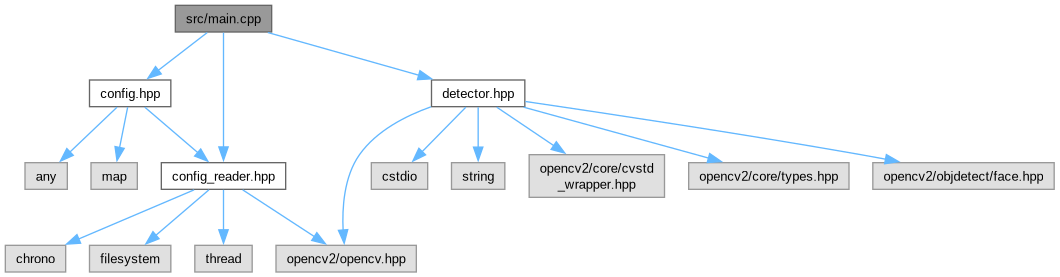 src/main.cpp
config.hpp
detector.hpp
any
map
config_reader.hpp
cstdio
string
opencv2/core/cvstd
_wrapper.hpp
opencv2/core/types.hpp
opencv2/objdetect/face.hpp
chrono
filesystem
thread
opencv2/opencv.hpp